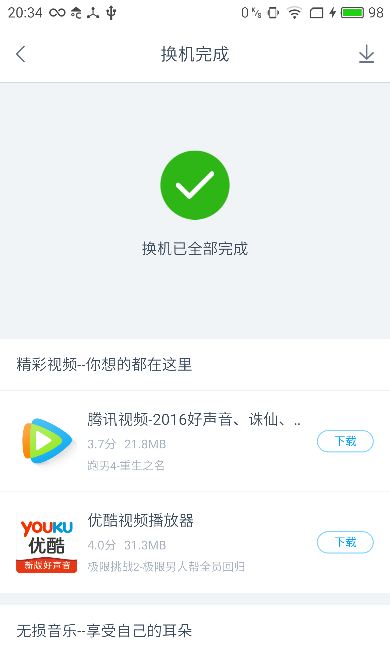 20:34
0 K/s
98
换机完成
换机已全部完成
精彩视频--你想的都在这里
腾讯视频-2016好声音、诛仙、..
3.7分 21.8MB
下载
跑男4-重生之名
YOUKU
优酷
新版好声音
优酷视频播放器
4.0分 31.3MB
下载
极限挑战2-极限男人帮全员回归
无损音乐--享受自己的耳朵